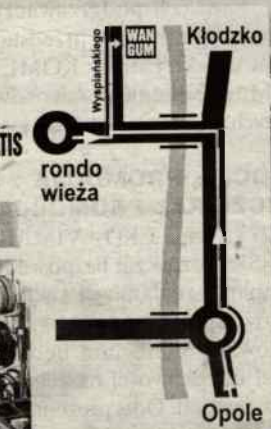 WAN
GUM
Kłodzko
Wyspiańskiego
TIS
rondo
wieża
Opole